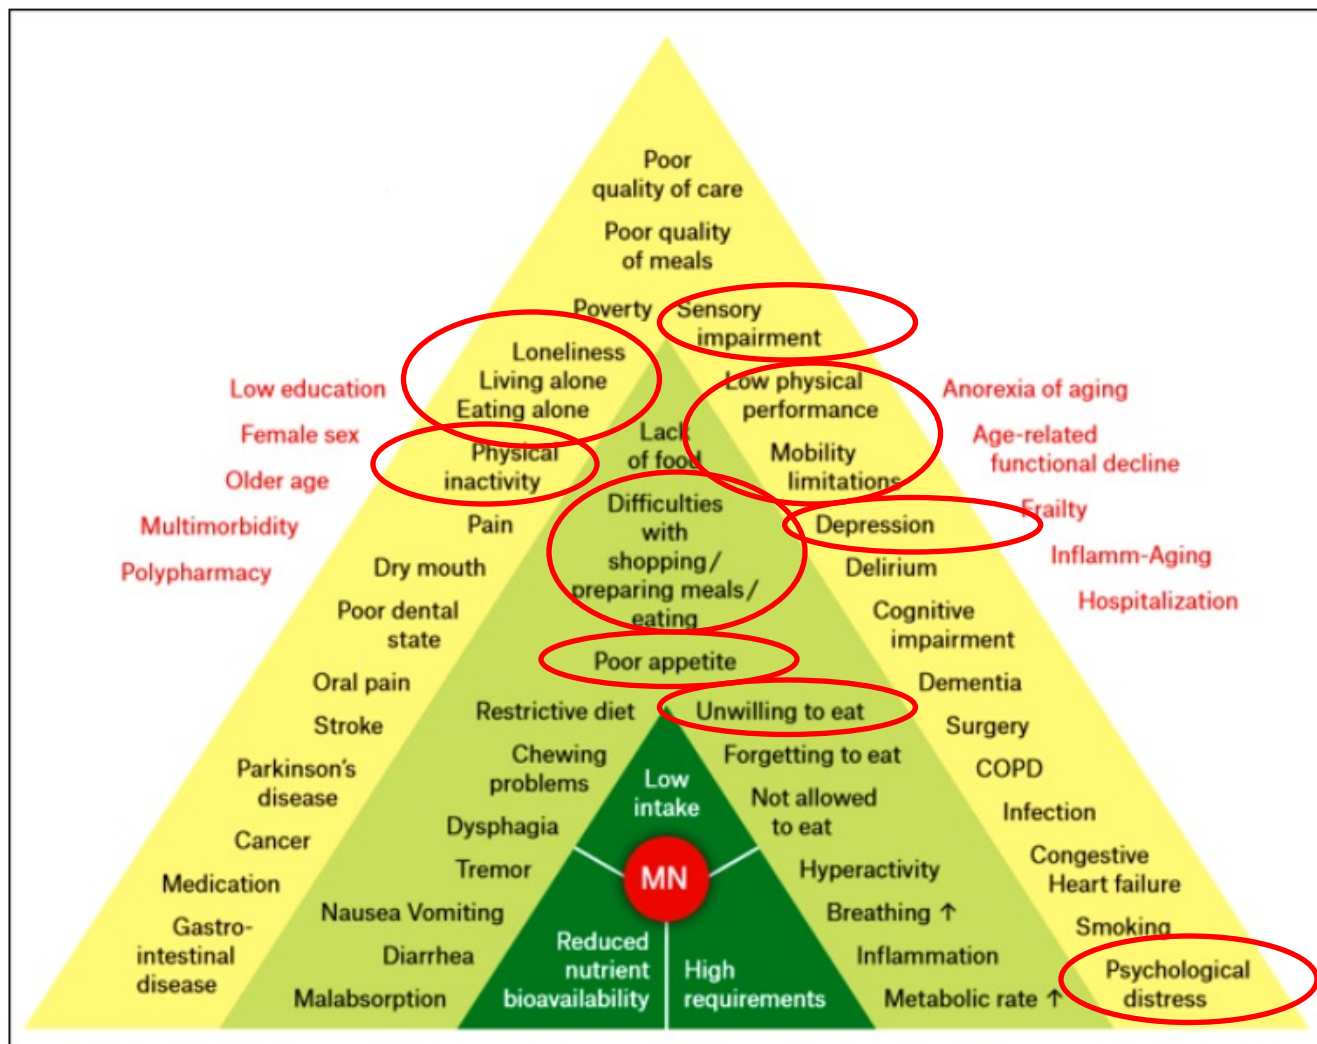 Poor
quality of care
Poor quality
of meals
Poverty
Sensory
impairment
Loneliness
Living alone
Eating alone
Low physical
performance
Low education
Female sex
Older age
Multimorbidity
Polypharmacy
Anorexia of aging
Age-related
functional decline
Frailty
Inflamm-Aging
Hospitalization
Physical
inactivity
Lack
of food
Mobility
limitations
Pain
Difficulties
with
shopping/
preparing meals/
eating
Depression
Dry mouth
Delirium
Poor dental
state
Cognitive
impairment
Poor appetite
Oral pain
Dementia
Restrictive diet
Unwilling to eat
Stroke
Surgery
Chewing
problems
Forgetting to eat
Parkinson's
disease
Low
intake
COPD
Not allowed
to eat
Infection
Cancer
Dysphagia
Tremor
MN
Hyperactivity
Congestive
Heart failure
Medication
Nausea Vomiting
Breathing ↑
Smoking
Gastro-
intestinal
disease
Diarrhea
Reduced
nutrient
bioavailability
High
requirements
Inflammation
Psychological
distress
Malabsorption
Metabolic rate ↑